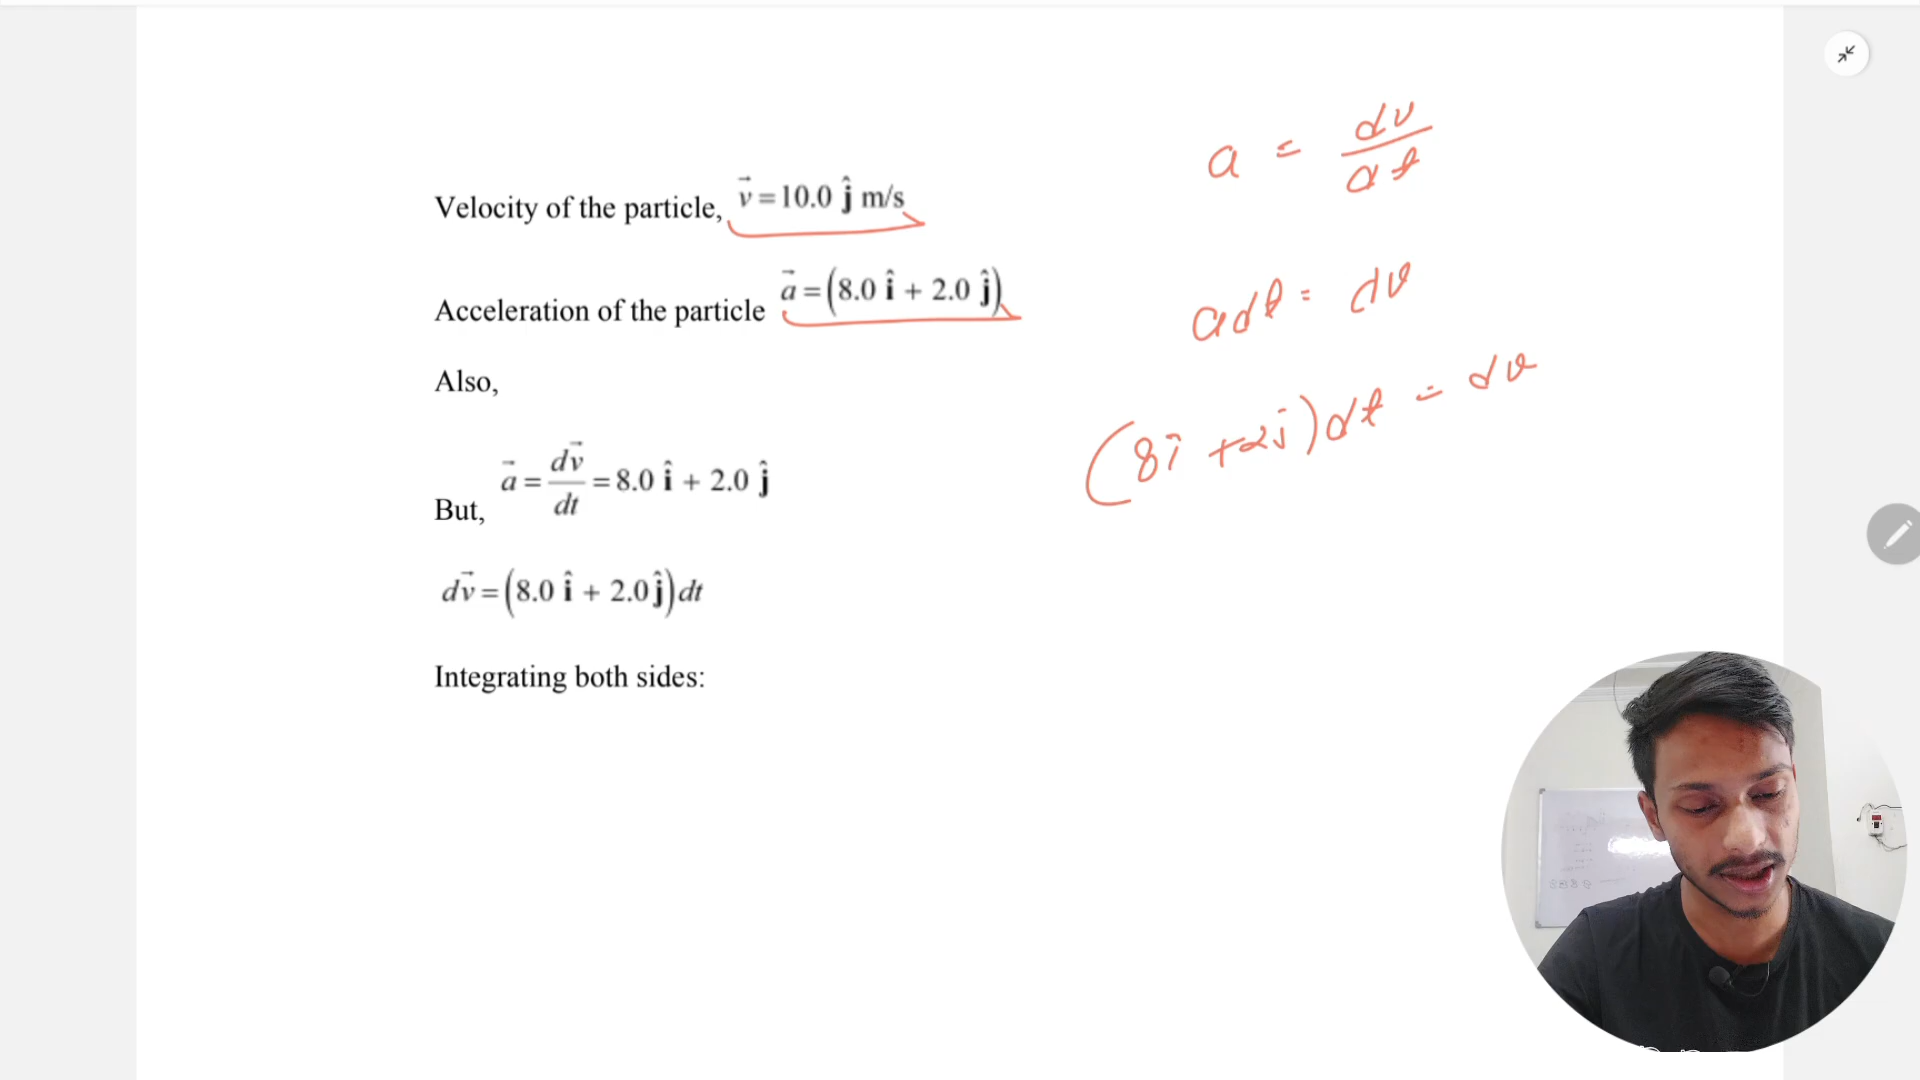 Velocity of the particle, v⃗ = 10.0 ĵ m/s
Acceleration of the particle a⃗ = (8.0 î + 2.0 ĵ)
Also,
But, a⃗ = dv⃗/dt = 8.0 î + 2.0 ĵ
dv⃗ = (8.0 î + 2.0 ĵ) dt
Integrating both sides:
a = dv/dt
adt = dv
(8î + 2j) dt = dv